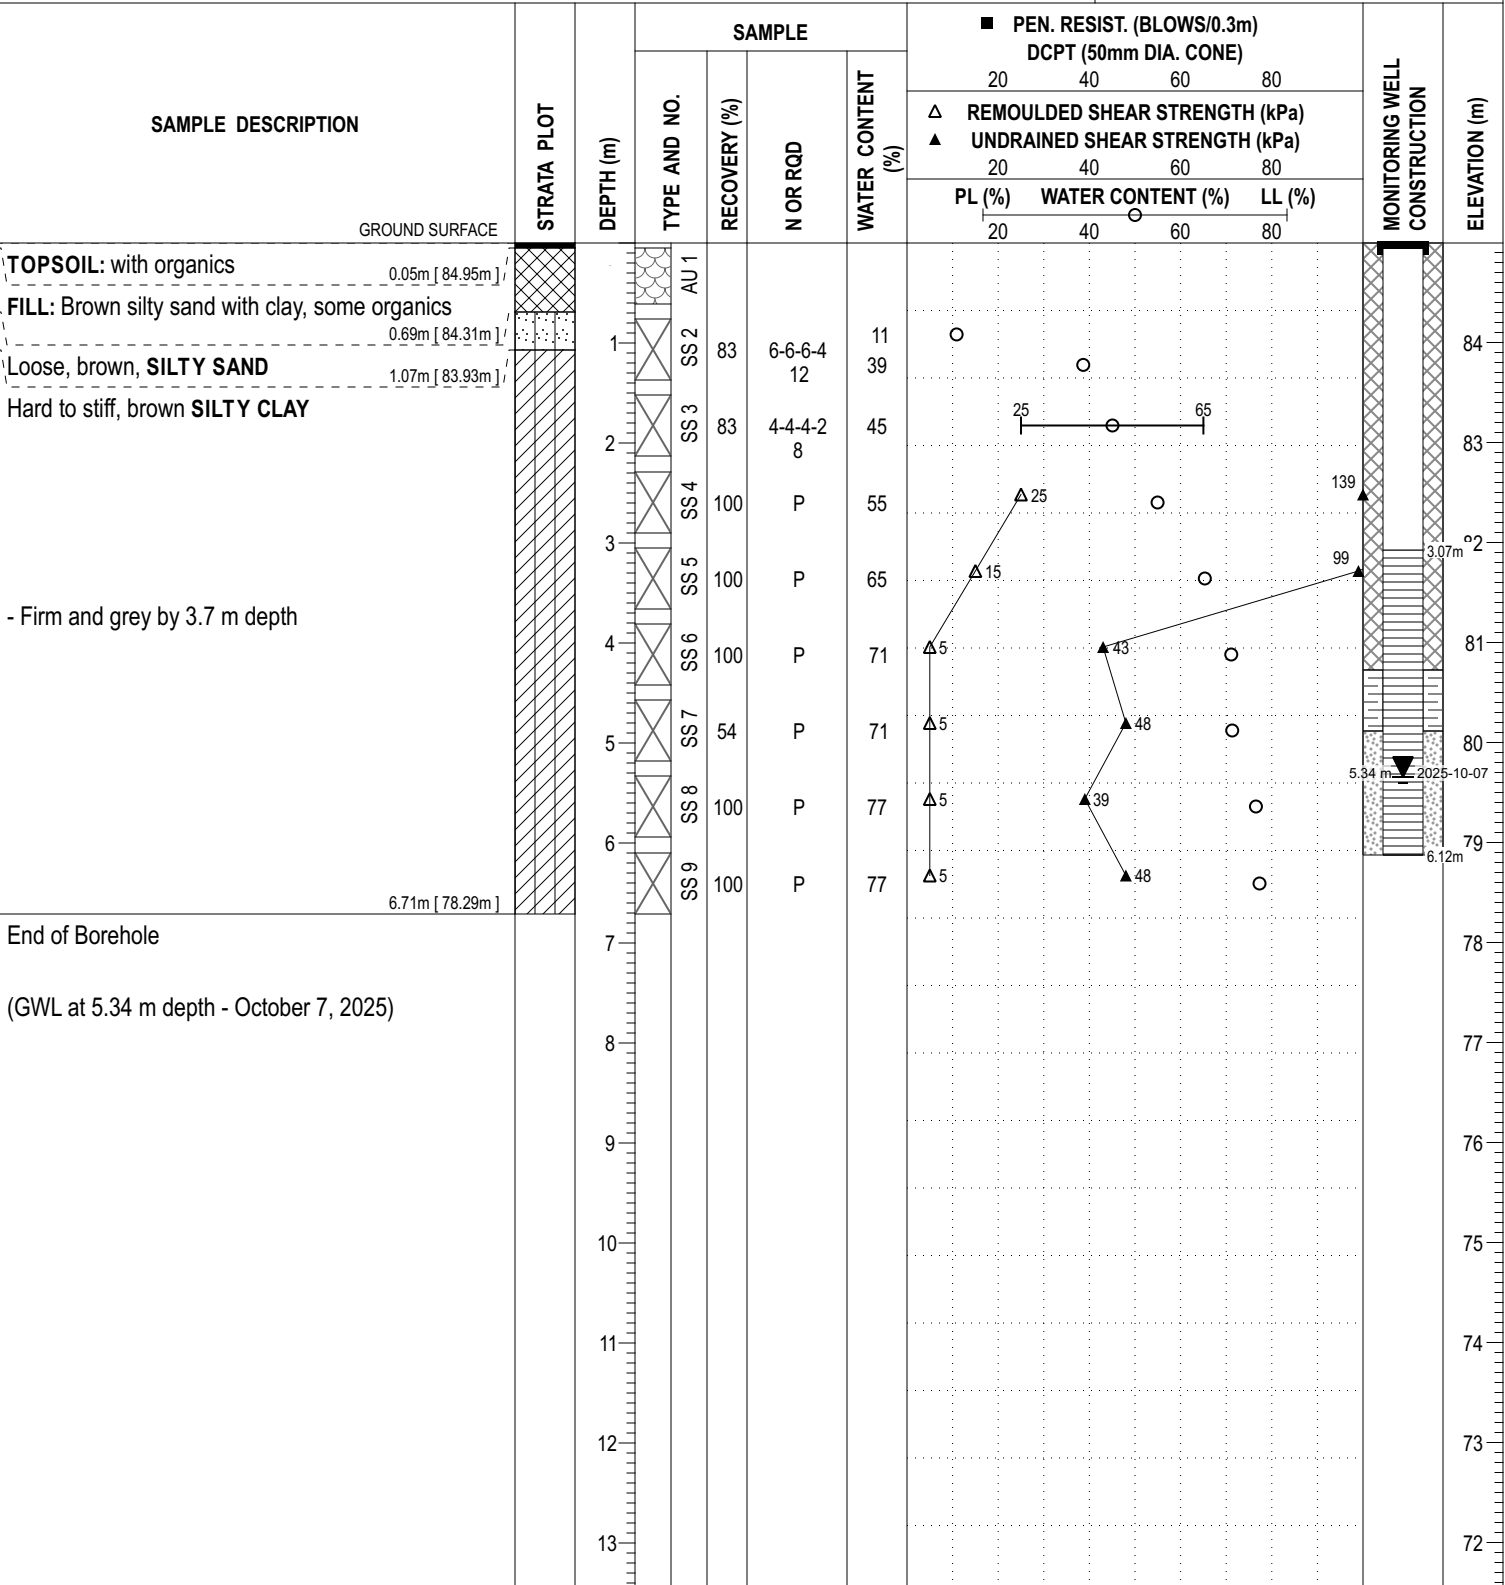 SAMPLE DESCRIPTION
GROUND SURFACE
STRATA PLOT
DEPTH (m)
SAMPLE
TYPE AND NO.
RECOVERY (%)
N OR RQD
WATER CONTENT
(%)
■ PEN. RESIST. (BLOWS/0.3m)
DCPT (50mm DIA. CONE)
20 40 60 80
△ REMOULDED SHEAR STRENGTH (kPa)
▲ UNDRAINED SHEAR STRENGTH (kPa)
20 40 60 80
PL (%) WATER CONTENT (%) LL (%)
20 40 60 80
MONITORING WELL
CONSTRUCTION
ELEVATION (m)
TOPSOIL: with organics
0.05m [ 84.95m ]
AU 1
FILL: Brown silty sand with clay, some organics
0.69m [ 84.31m ]
1 SS 2 83 6-6-6-4 11 84
12 39
Loose, brown, SILTY SAND
1.07m [ 83.93m ]
Hard to stiff, brown SILTY CLAY
25 65
SS 3 83 4-4-4-2 45
2 8 83
139
SS 4 100 P 55 25
3 3.07m
99
SS 5 100 P 65 15
- Firm and grey by 3.7 m depth
4 81
SS 6 100 P 71 5 43
SS 7 54 P 71 5 48
5 80
5.34 m 2025-10-07
SS 8 100 P 77 5 39
6 79
6.12m
SS 9 100 P 77 5 48
6.71m [ 78.29m ]
End of Borehole
7 78
(GWL at 5.34 m depth - October 7, 2025)
8 77
9 76
10 75
11 74
12 73
13 72